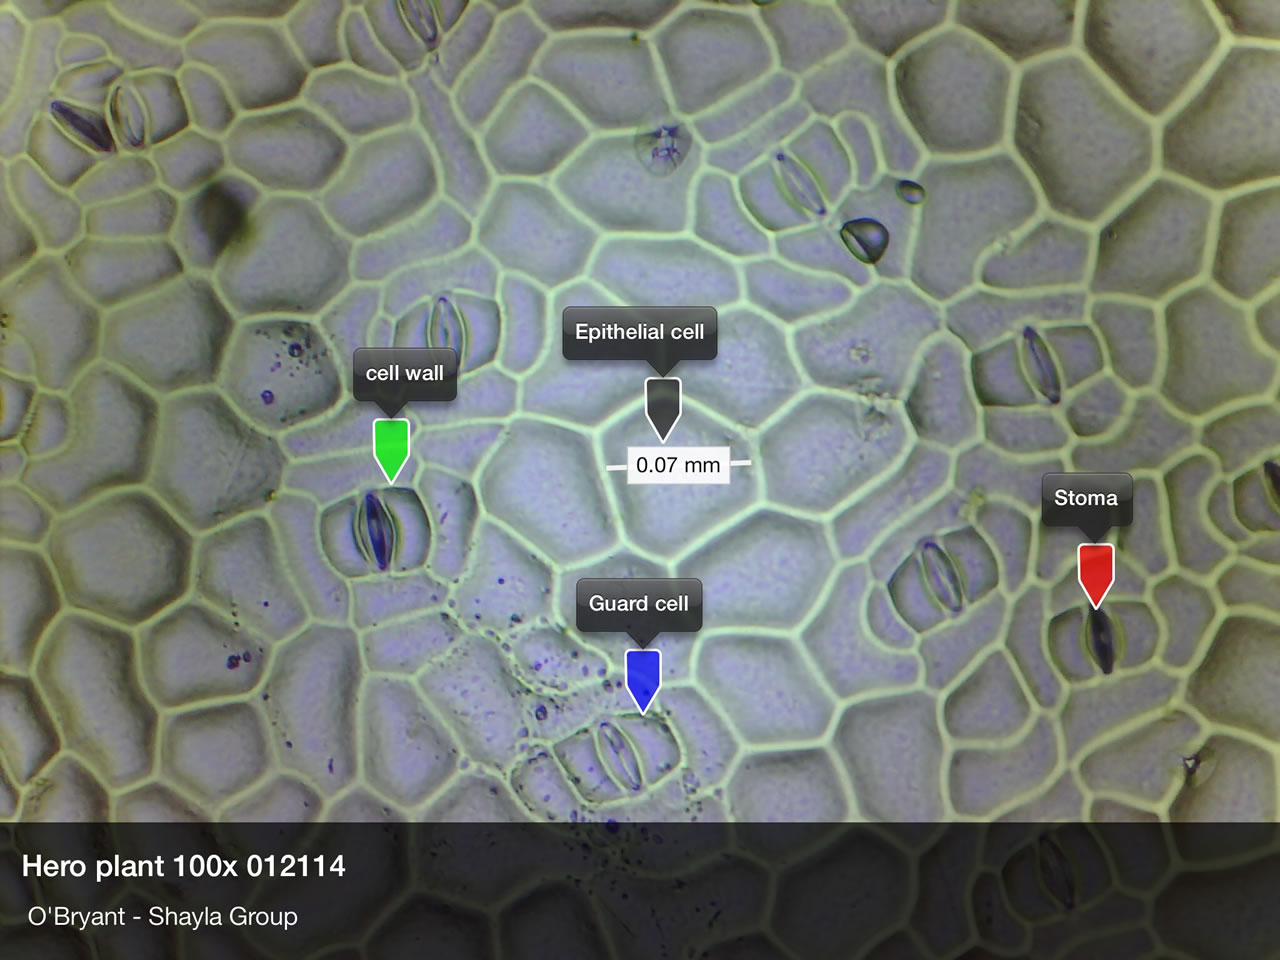 Epithelial cell
cell wall
0.07 mm
Stoma
Guard cell
Hero plant 100x 012114
O'Bryant - Shayla Group